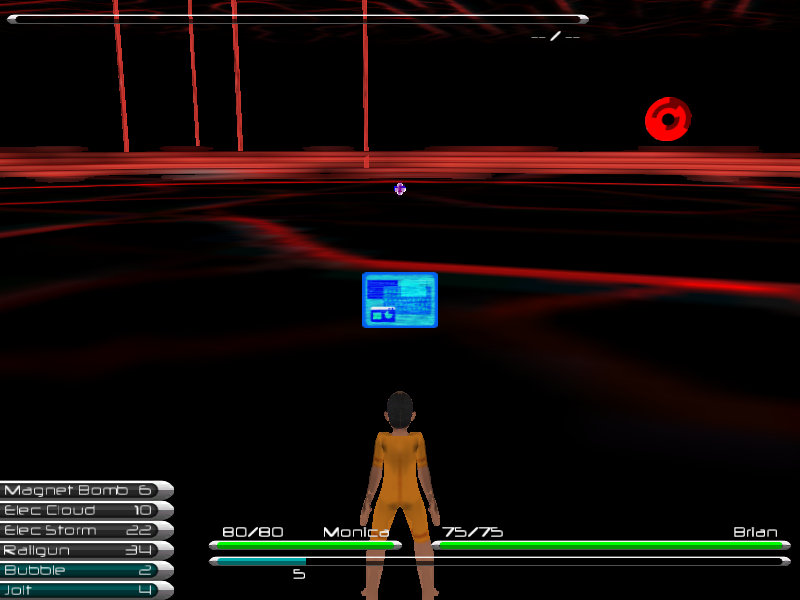 -- / --
Magnet Bomb 6
Elec Cloud 10
Elec Storm 22
Railgun 34
Bubble 2
Jolt 4
80/80 Monica 75/75 Brian
5